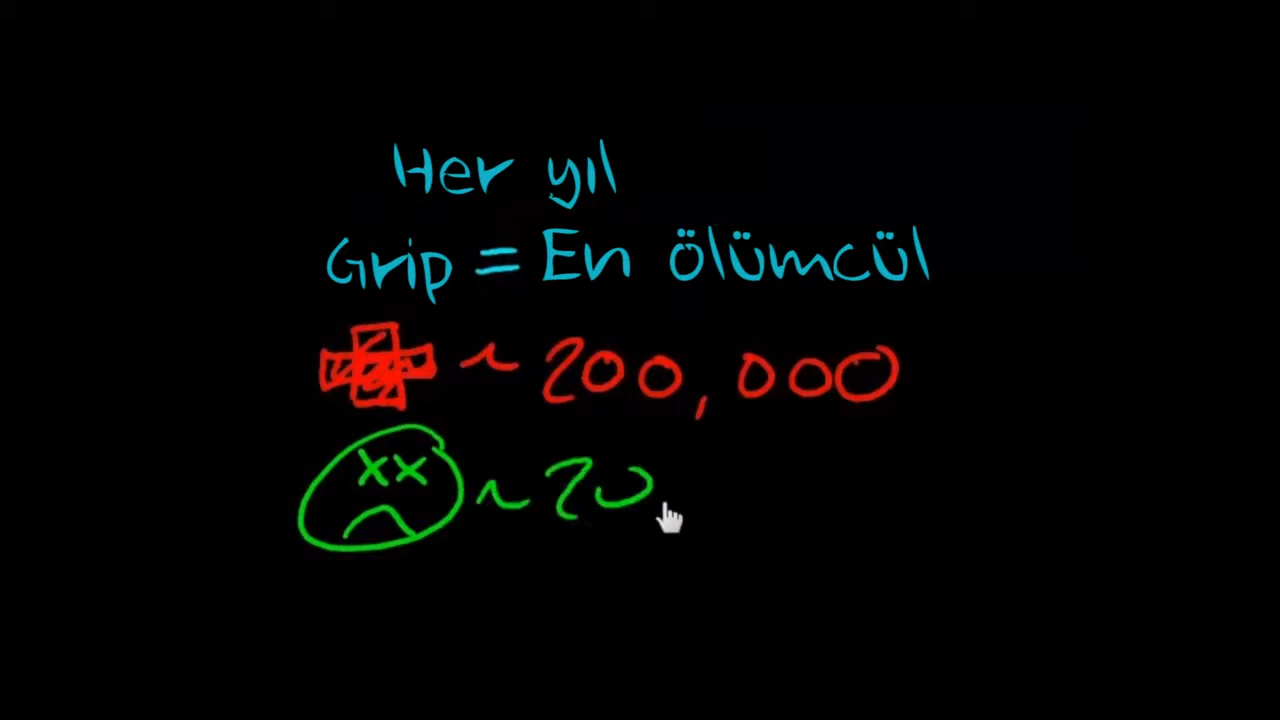 Her yıl
Grip = En ölümcül
~ 200,000
~ 20